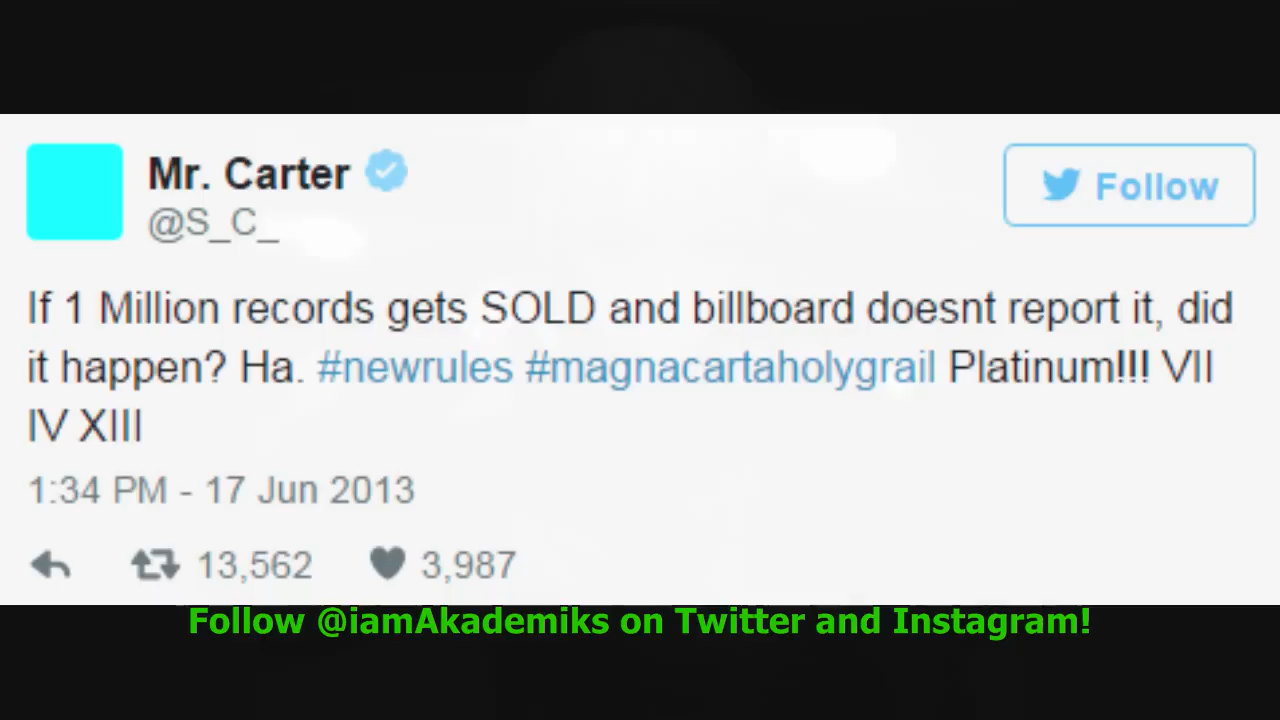 Mr. Carter
@S_C_
Follow
If 1 Million records gets SOLD and billboard doesnt report it, did
it happen? Ha. #newrules #magnacartaholygrail Platinum!!! VII
IV XIII
1:34 PM - 17 Jun 2013
13,562 3,987
Follow @iamAkademiks on Twitter and Instagram!